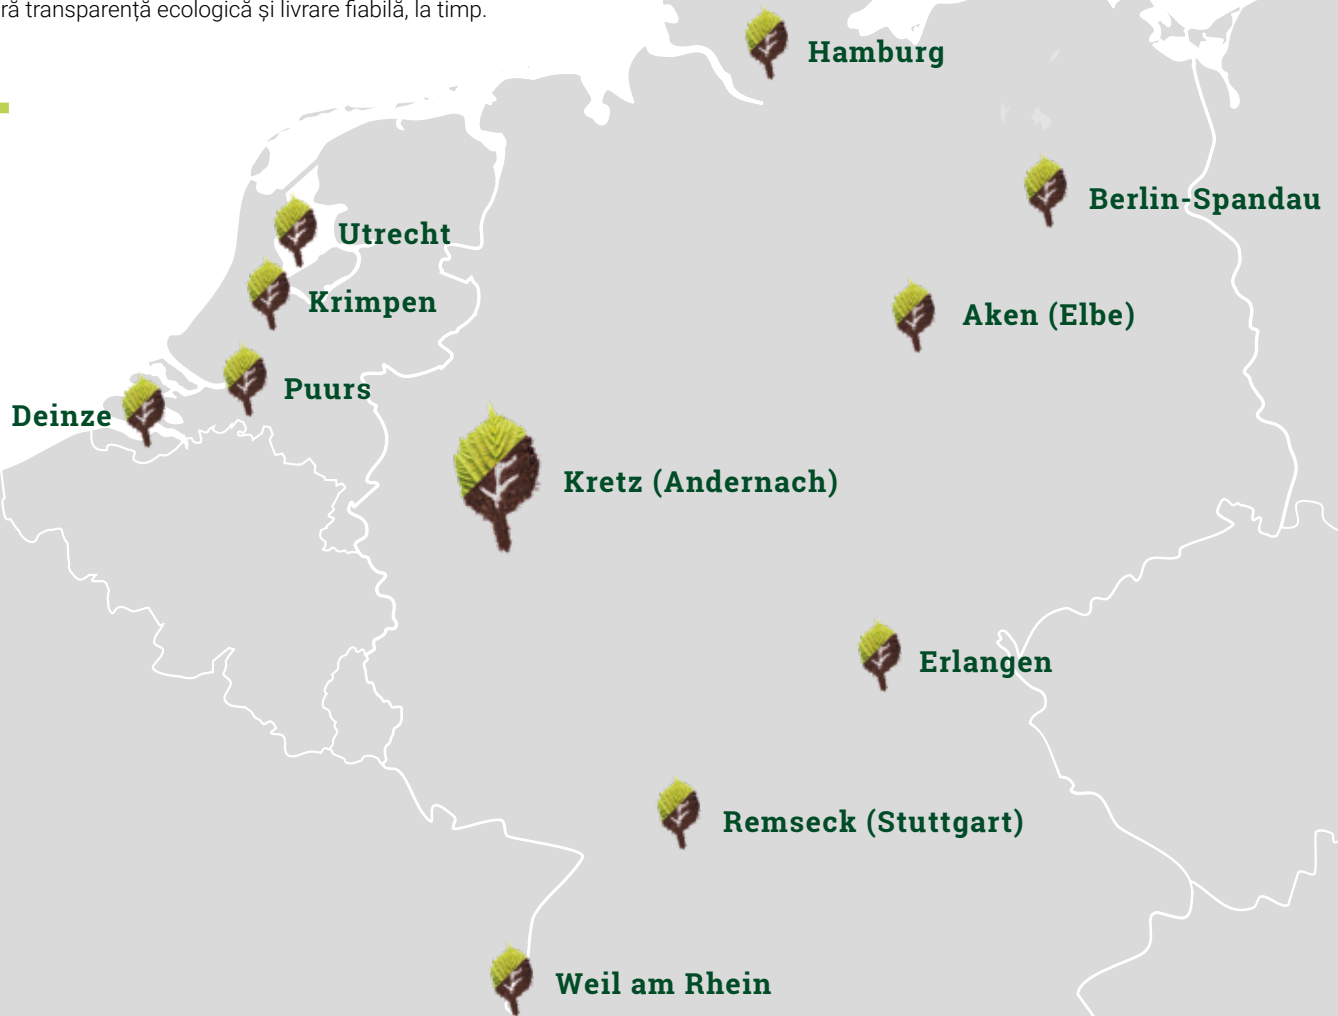 ră transparență ecologică și livrare fiabilă, la timp.
Hamburg
Berlin-Spandau
Utrecht
Krimpen
Aken (Elbe)
Puurs
Deinze
Kretz (Andernach)
Erlangen
Remseck (Stuttgart)
Weil am Rhein